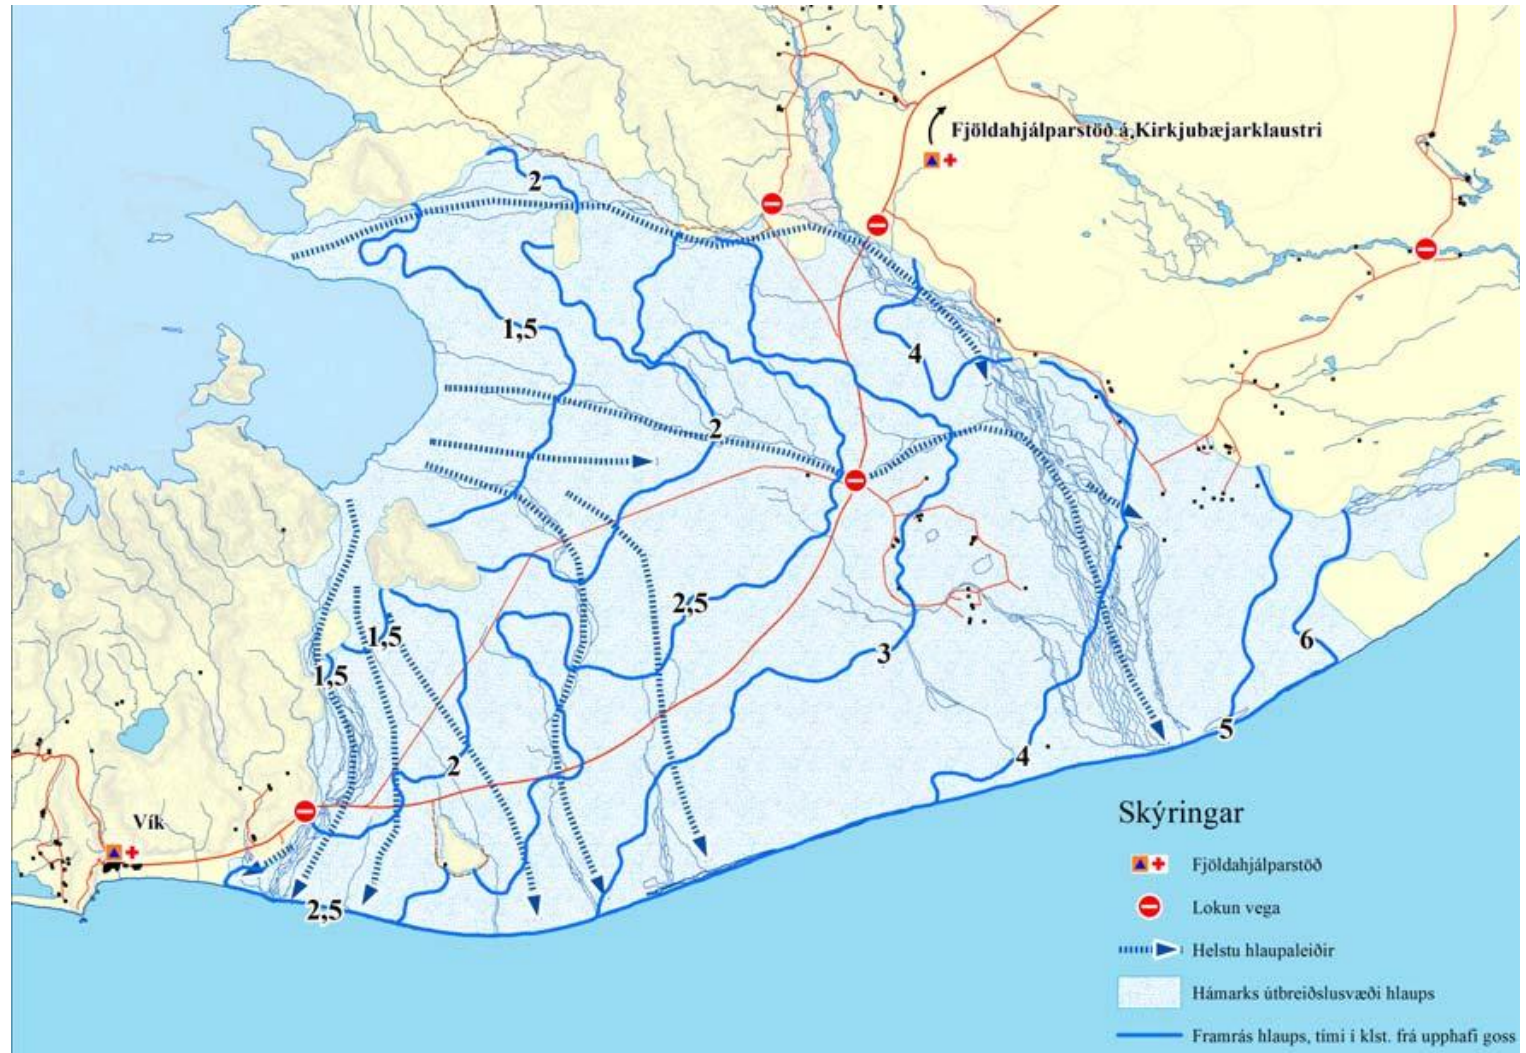 Fjöldahjálparstöð á Kirkjubæjarklaustri
2
1,5
4
2
2,5
1,5
1,5
3
6
5
4
2
Vík
2,5
Skýringar
Fjöldahjálparstöð
Lokun vega
Helstu hlaupaleiðir
Hámarks útbreiðslusvæði hlaups
Framrás hlaups, tími í klst. frá upphafi goss